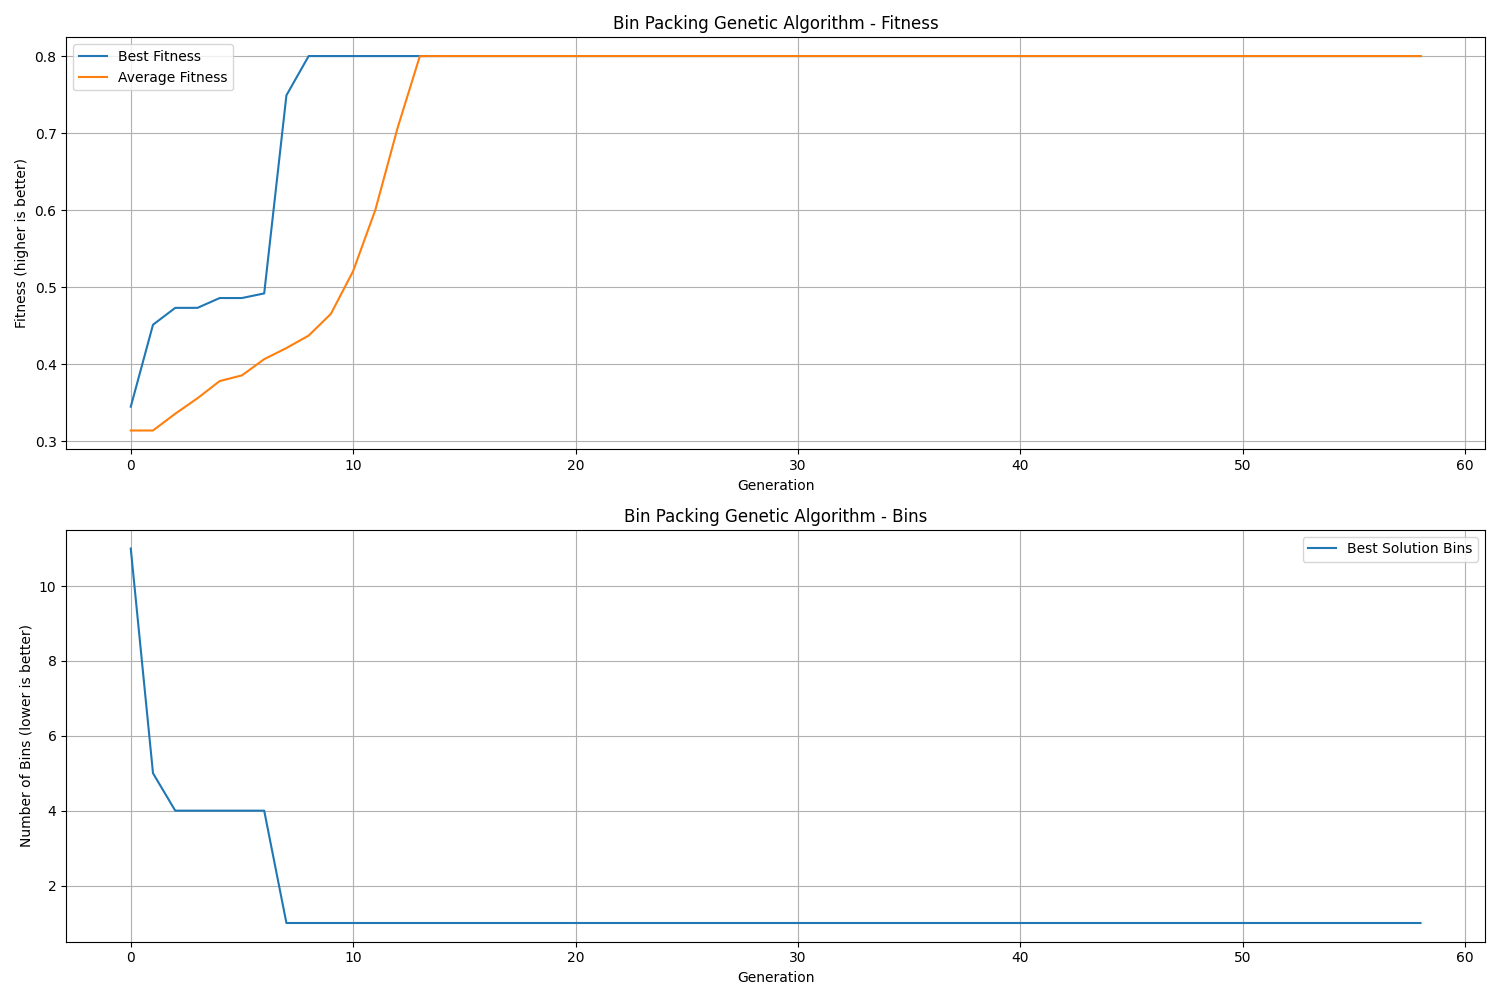 Bin Packing Genetic Algorithm - Fitness
Fitness (higher is better)
0.8
0.7
0.6
0.5
0.4
0.3
Best Fitness
Average Fitness
0 10 20 30 40 50 60
Generation
Bin Packing Genetic Algorithm - Bins
Number of Bins (lower is better)
10
8
6
4
2
Best Solution Bins
0 10 20 30 40 50 60
Generation